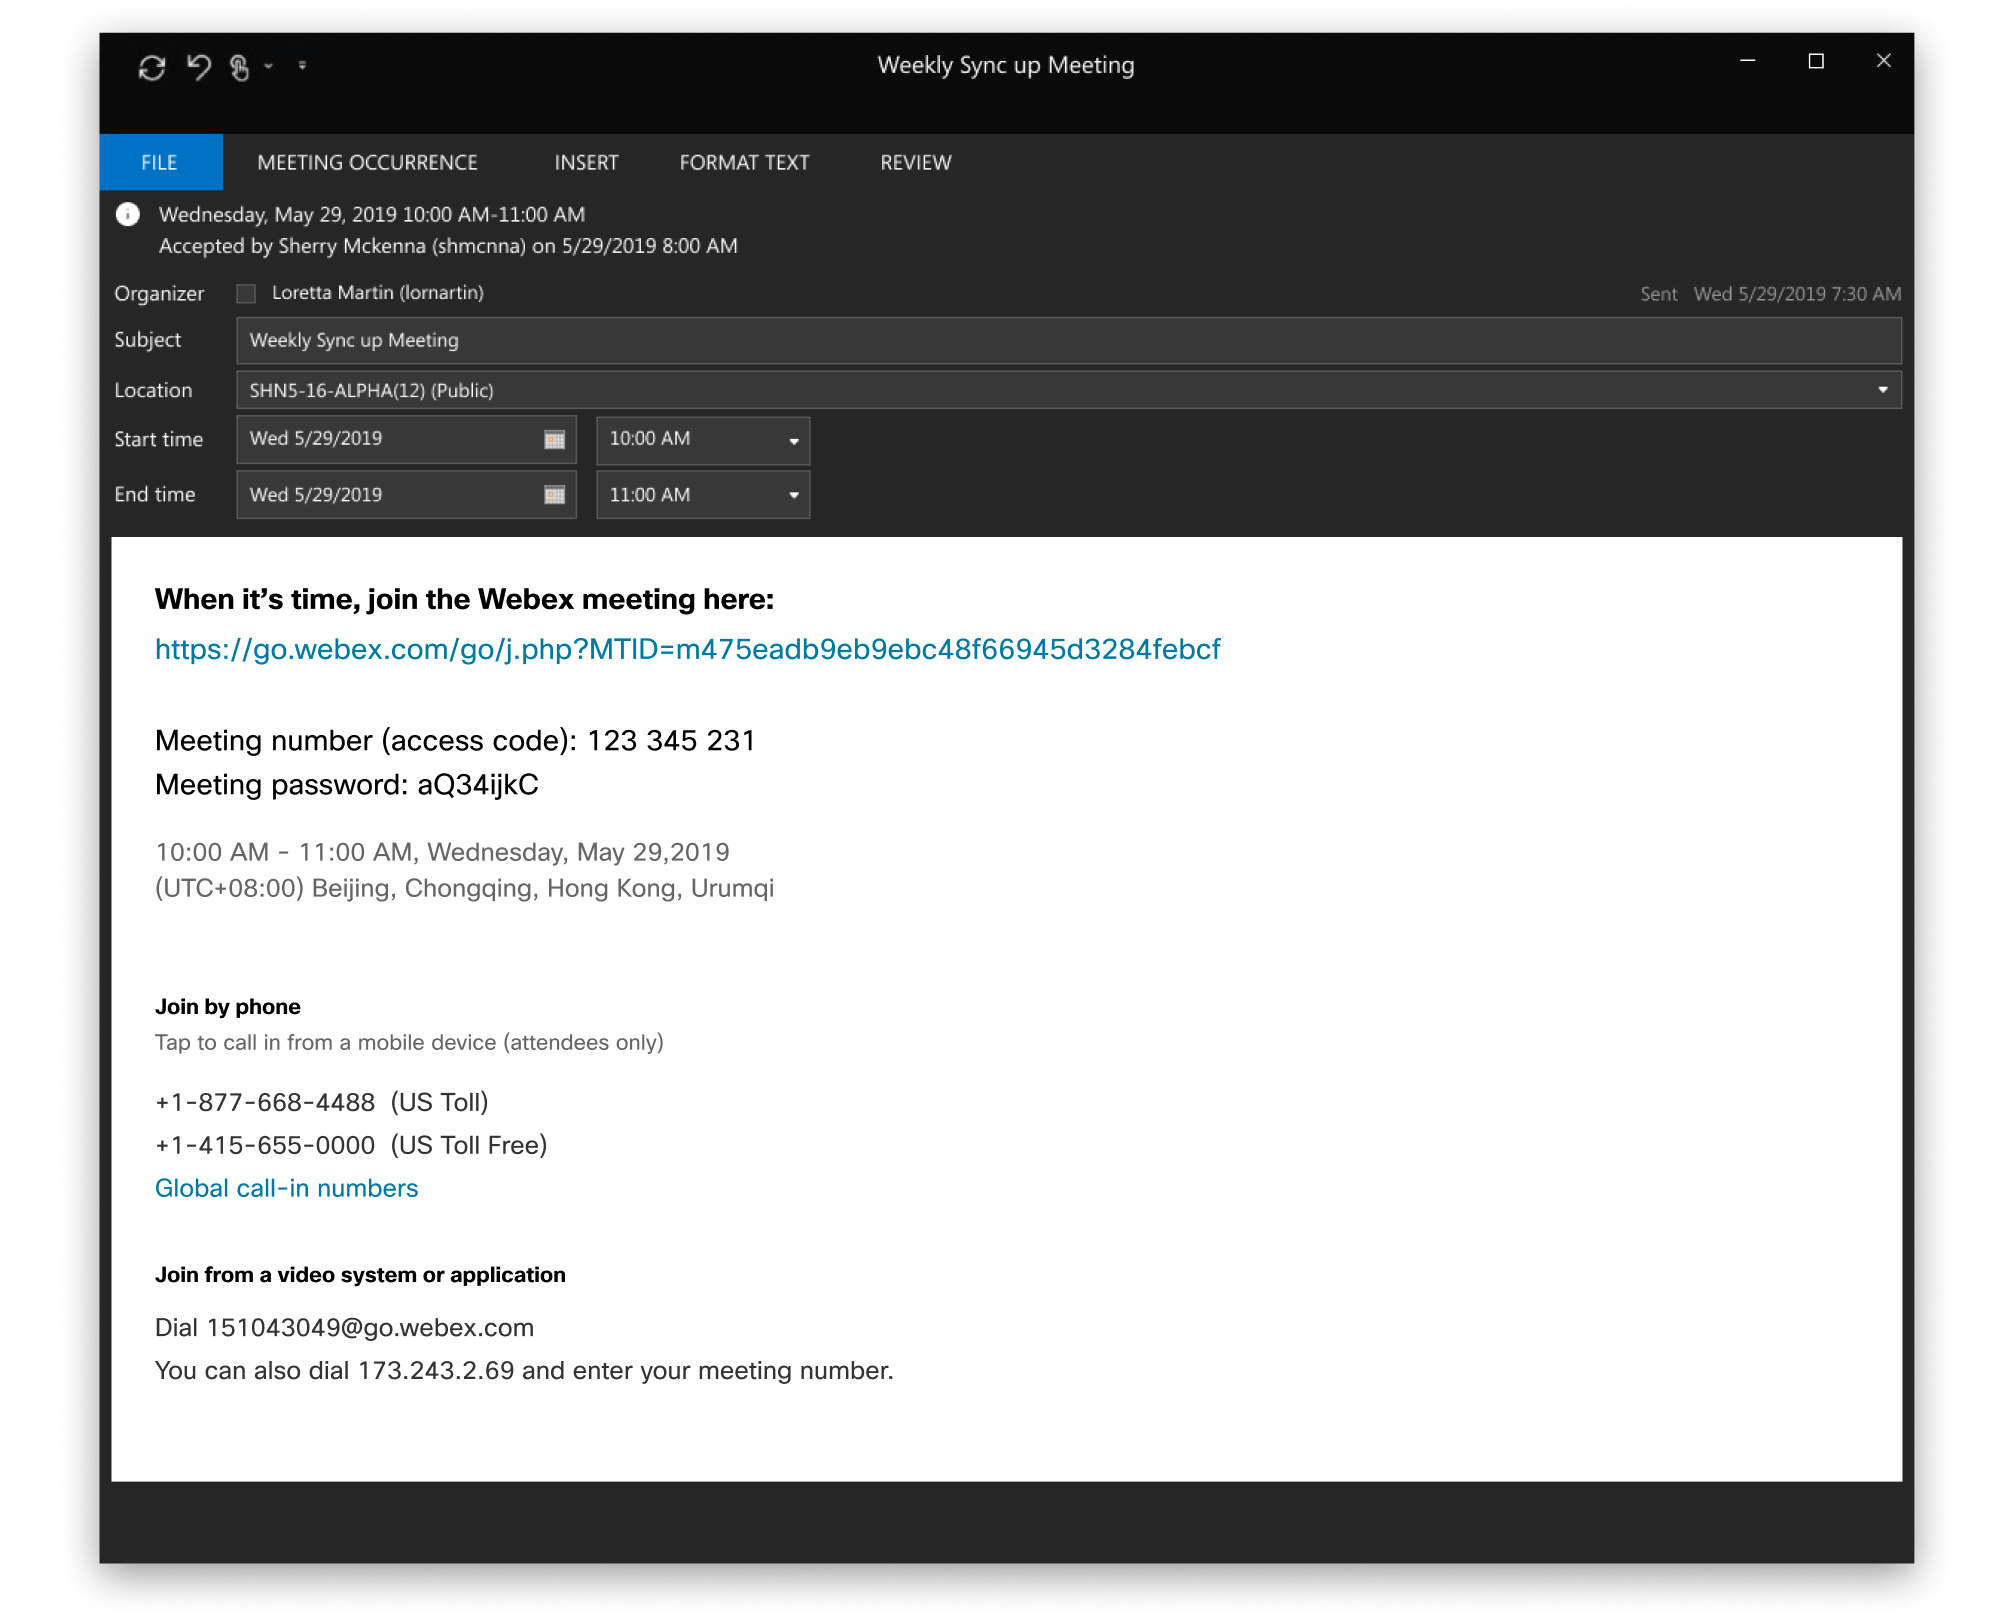 Weekly Sync up Meeting
FILE MEETING OCCURRENCE INSERT FORMAT TEXT REVIEW
Wednesday, May 29, 2019 10:00 AM-11:00 AM
Accepted by Sherry Mckenna (shmcnna) on 5/29/2019 8:00 AM
Organizer Loretta Martin (lornartin) Sent Wed 5/29/2019 7:30 AM
Subject Weekly Sync up Meeting
Location SHN5-16-ALPHA(12) (Public)
Start time Wed 5/29/2019 10:00 AM
End time Wed 5/29/2019 11:00 AM
When it’s time, join the Webex meeting here:
https://go.webex.com/go/j.php?MTID=m475eadb9eb9ebc48f66945d3284febcf
Meeting number (access code): 123 345 231
Meeting password: aQ34ijkC
10:00 AM - 11:00 AM, Wednesday, May 29,2019
(UTC+08:00) Beijing, Chongqing, Hong Kong, Urumqi
Join by phone
Tap to call in from a mobile device (attendees only)
+1-877-668-4488 (US Toll)
+1-415-655-0000 (US Toll Free)
Global call-in numbers
Join from a video system or application
Dial 151043049@go.webex.com
You can also dial 173.243.2.69 and enter your meeting number.